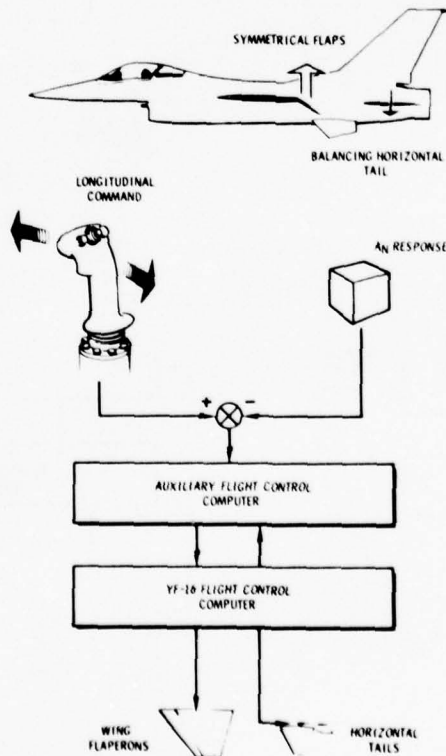 SYMMETRICAL FLAPS
BALANCING HORIZONTAL
TAIL
LONGITUDINAL
COMMAND
AN RESPONSE
+
−
AUXILIARY FLIGHT CONTROL
COMPUTER
YF-16 FLIGHT CONTROL
COMPUTER
WING
FLAPERONS
HORIZONTAL
TAILS